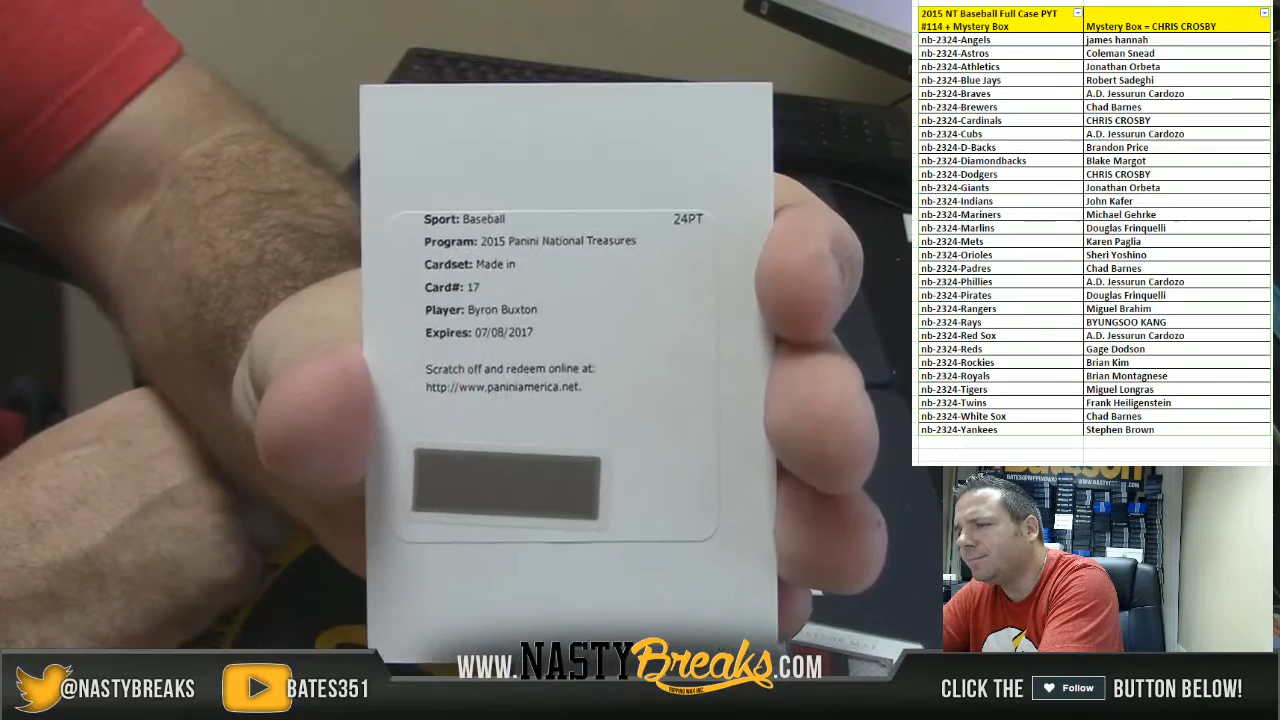 Sport: Baseball 24PT
Program: 2015 Panini National Treasures
Cardset: Made in
Card#: 17
Player: Byron Buxton
Expires: 07/08/2017
Scratch off and redeem online at:
http://www.paniniamerica.net.
2015 NT Baseball Full Case PYT
#114 + Mystery Box Mystery Box = CHRIS CROSBY
nb-2324-Angels james hannah
nb-2324-Astros Coleman Snead
nb-2324-Athletics Jonathan Orbeta
nb-2324-Blue Jays Robert Sadeghi
nb-2324-Braves A.D. Jessurun Cardozo
nb-2324-Brewers Chad Barnes
nb-2324-Cardinals CHRIS CROSBY
nb-2324-Cubs A.D. Jessurun Cardozo
nb-2324-D-Backs Brandon Price
nb-2324-Diamondbacks Blake Margot
nb-2324-Dodgers CHRIS CROSBY
nb-2324-Giants Jonathan Orbeta
nb-2324-Indians John Kafer
nb-2324-Mariners Michael Gehrke
nb-2324-Marlins Douglas Frinquelli
nb-2324-Mets Karen Paglia
nb-2324-Orioles Sheri Yoshino
nb-2324-Padres Chad Barnes
nb-2324-Phillies A.D. Jessurun Cardozo
nb-2324-Pirates Douglas Frinquelli
nb-2324-Rangers Miguel Brahim
nb-2324-Rays BYUNGSOO KANG
nb-2324-Red Sox A.D. Jessurun Cardozo
nb-2324-Reds Gage Dodson
nb-2324-Rockies Brian Kim
nb-2324-Royals Brian Montagnese
nb-2324-Tigers Miguel Longras
nb-2324-Twins Frank Heiligenstein
nb-2324-White Sox Chad Barnes
nb-2324-Yankees Stephen Brown
@NASTYBREAKS
BATES351
WWW.NASTYBreaks.COM
RIPPING WAX INC
CLICK THE Follow BUTTON BELOW!